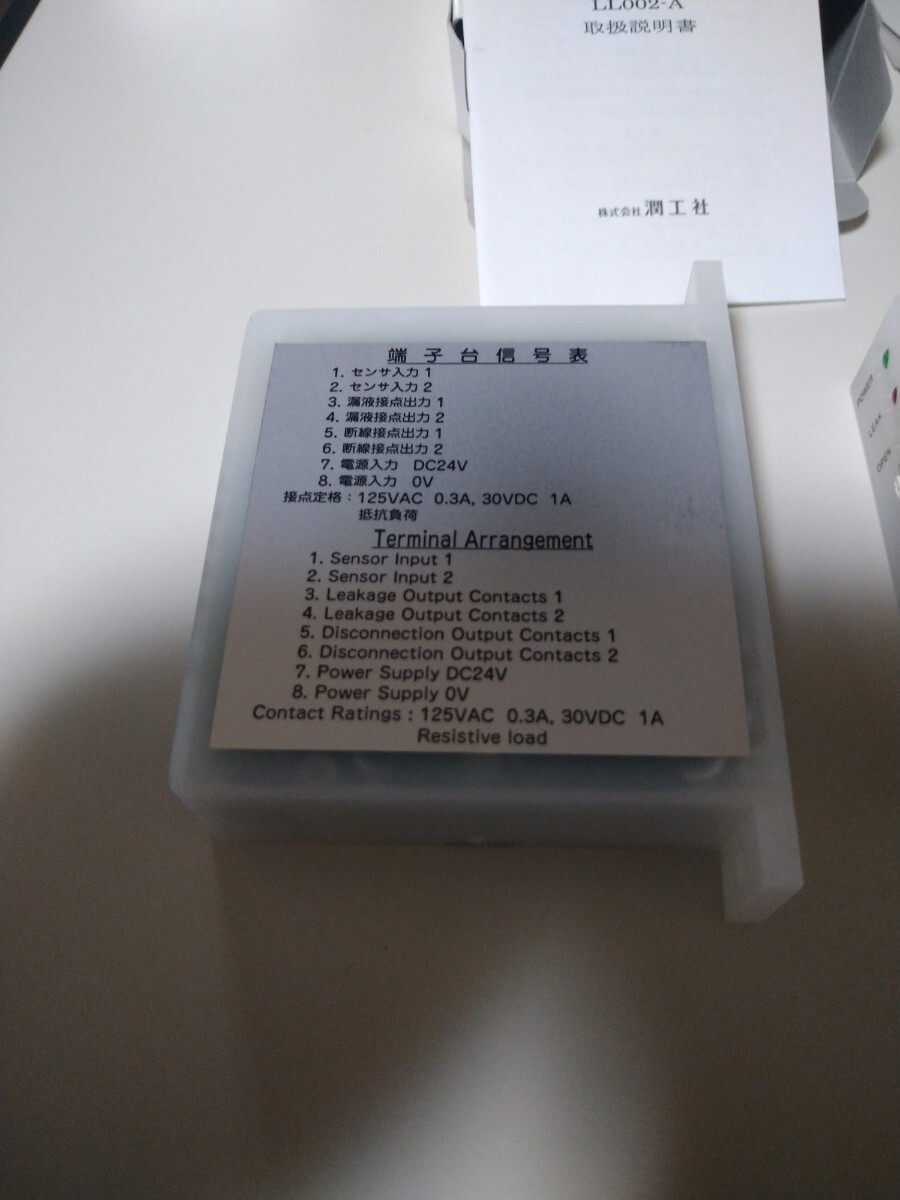 LL002-A
取扱説明書
株式会社 潤工社
端子台信号表
1. センサ入力 1
2. センサ入力 2
3. 漏液接点出力 1
4. 漏液接点出力 2
5. 断線接点出力 1
6. 断線接点出力 2
7. 電源入力 DC24V
8. 電源入力 0V
接点定格：125VAC 0.3A, 30VDC 1A
抵抗負荷
Terminal Arrangement
1. Sensor Input 1
2. Sensor Input 2
3. Leakage Output Contacts 1
4. Leakage Output Contacts 2
5. Disconnection Output Contacts 1
6. Disconnection Output Contacts 2
7. Power Supply DC24V
8. Power Supply 0V
Contact Ratings : 125VAC 0.3A, 30VDC 1A
Resistive load
POWER
LEAK
OPEN